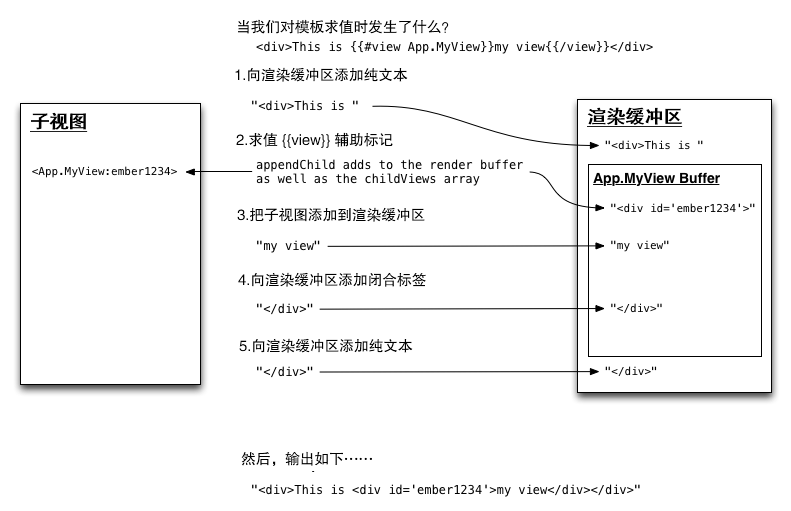 当我们对模板求值时发生了什么?
<div>This is {{#view App.MyView}}my view{{/view}}</div>
1.向渲染缓冲区添加纯文本
"<div>This is "
2.求值 {{view}} 辅助标记
appendChild adds to the render buffer
as well as the childViews array
3.把子视图添加到渲染缓冲区
"my view"
4.向渲染缓冲区添加闭合标签
"</div>"
5.向渲染缓冲区添加纯文本
"</div>"
子视图
<App.MyView:ember1234>
渲染缓冲区
"<div>This is "
App.MyView Buffer
"<div id='ember1234'>"
"my view"
"</div>"
"</div>"
然后，输出如下……
"<div>This is <div id='ember1234'>my view</div></div>"